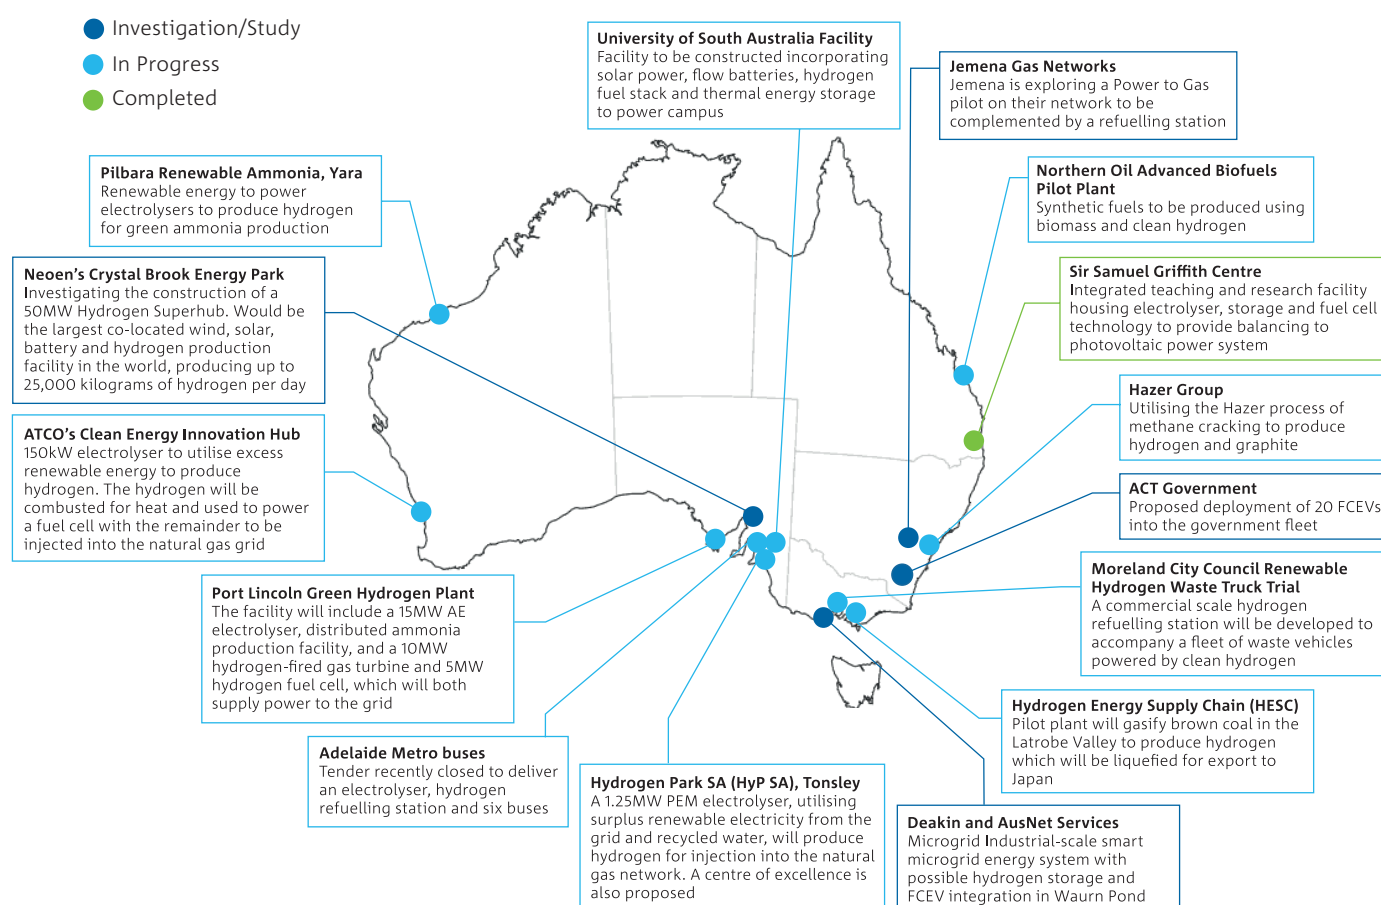 Investigation/Study
In Progress
Completed
University of South Australia Facility
Facility to be constructed incorporating
solar power, flow batteries, hydrogen
fuel stack and thermal energy storage
to power campus
Jemena Gas Networks
Jemena is exploring a Power to Gas
pilot on their network to be
complemented by a refuelling station
Pilbara Renewable Ammonia, Yara
Renewable energy to power
electrolysers to produce hydrogen
for green ammonia production
Northern Oil Advanced Biofuels
Pilot Plant
Synthetic fuels to be produced using
biomass and clean hydrogen
Neoen's Crystal Brook Energy Park
Investigating the construction of a
50MW Hydrogen Superhub. Would be
the largest co-located wind, solar,
battery and hydrogen production
facility in the world, producing up to
25,000 kilograms of hydrogen per day
Sir Samuel Griffith Centre
Integrated teaching and research facility
housing electrolyser, storage and fuel cell
technology to provide balancing to
photovoltaic power system
Hazer Group
Utilising the Hazer process of
methane cracking to produce
hydrogen and graphite
ATCO's Clean Energy Innovation Hub
150kW electrolyser to utilise excess
renewable energy to produce
hydrogen. The hydrogen will be
combusted for heat and used to power
a fuel cell with the remainder to be
injected into the natural gas grid
ACT Government
Proposed deployment of 20 FCEVs
into the government fleet
Moreland City Council Renewable
Hydrogen Waste Truck Trial
A commercial scale hydrogen
refuelling station will be developed to
accompany a fleet of waste vehicles
powered by clean hydrogen
Port Lincoln Green Hydrogen Plant
The facility will include a 15MW AE
electrolyser, distributed ammonia
production facility, and a 10MW
hydrogen-fired gas turbine and 5MW
hydrogen fuel cell, which will both
supply power to the grid
Hydrogen Energy Supply Chain (HESC)
Pilot plant will gasify brown coal in the
Latrobe Valley to produce hydrogen
which will be liquefied for export to
Japan
Adelaide Metro buses
Tender recently closed to deliver
an electrolyser, hydrogen
refuelling station and six buses
Hydrogen Park SA (HyP SA), Tonsley
A 1.25MW PEM electrolyser, utilising
surplus renewable electricity from the
grid and recycled water, will produce
hydrogen for injection into the natural
gas network. A centre of excellence is
also proposed
Deakin and AusNet Services
Microgrid Industrial-scale smart
microgrid energy system with
possible hydrogen storage and
FCEV integration in Waurn Pond